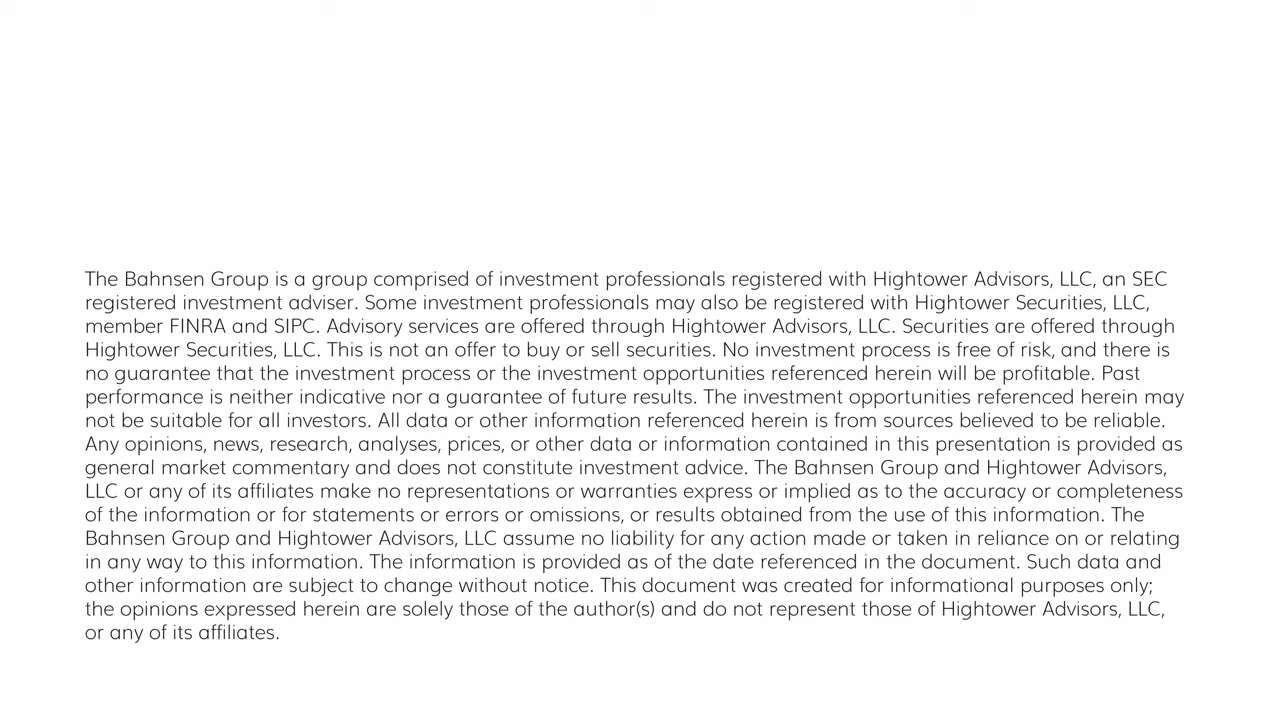 The Bahnsen Group is a group comprised of investment professionals registered with Hightower Advisors, LLC, an SEC
registered investment adviser. Some investment professionals may also be registered with Hightower Securities, LLC,
member FINRA and SIPC. Advisory services are offered through Hightower Advisors, LLC. Securities are offered through
Hightower Securities, LLC. This is not an offer to buy or sell securities. No investment process is free of risk, and there is
no guarantee that the investment process or the investment opportunities referenced herein will be profitable. Past
performance is neither indicative nor a guarantee of future results. The investment opportunities referenced herein may
not be suitable for all investors. All data or other information referenced herein is from sources believed to be reliable.
Any opinions, news, research, analyses, prices, or other data or information contained in this presentation is provided as
general market commentary and does not constitute investment advice. The Bahnsen Group and Hightower Advisors,
LLC or any of its affiliates make no representations or warranties express or implied as to the accuracy or completeness
of the information or for statements or errors or omissions, or results obtained from the use of this information. The
Bahnsen Group and Hightower Advisors, LLC assume no liability for any action made or taken in reliance on or relating
in any way to this information. The information is provided as of the date referenced in the document. Such data and
other information are subject to change without notice. This document was created for informational purposes only;
the opinions expressed herein are solely those of the author(s) and do not represent those of Hightower Advisors, LLC,
or any of its affiliates.